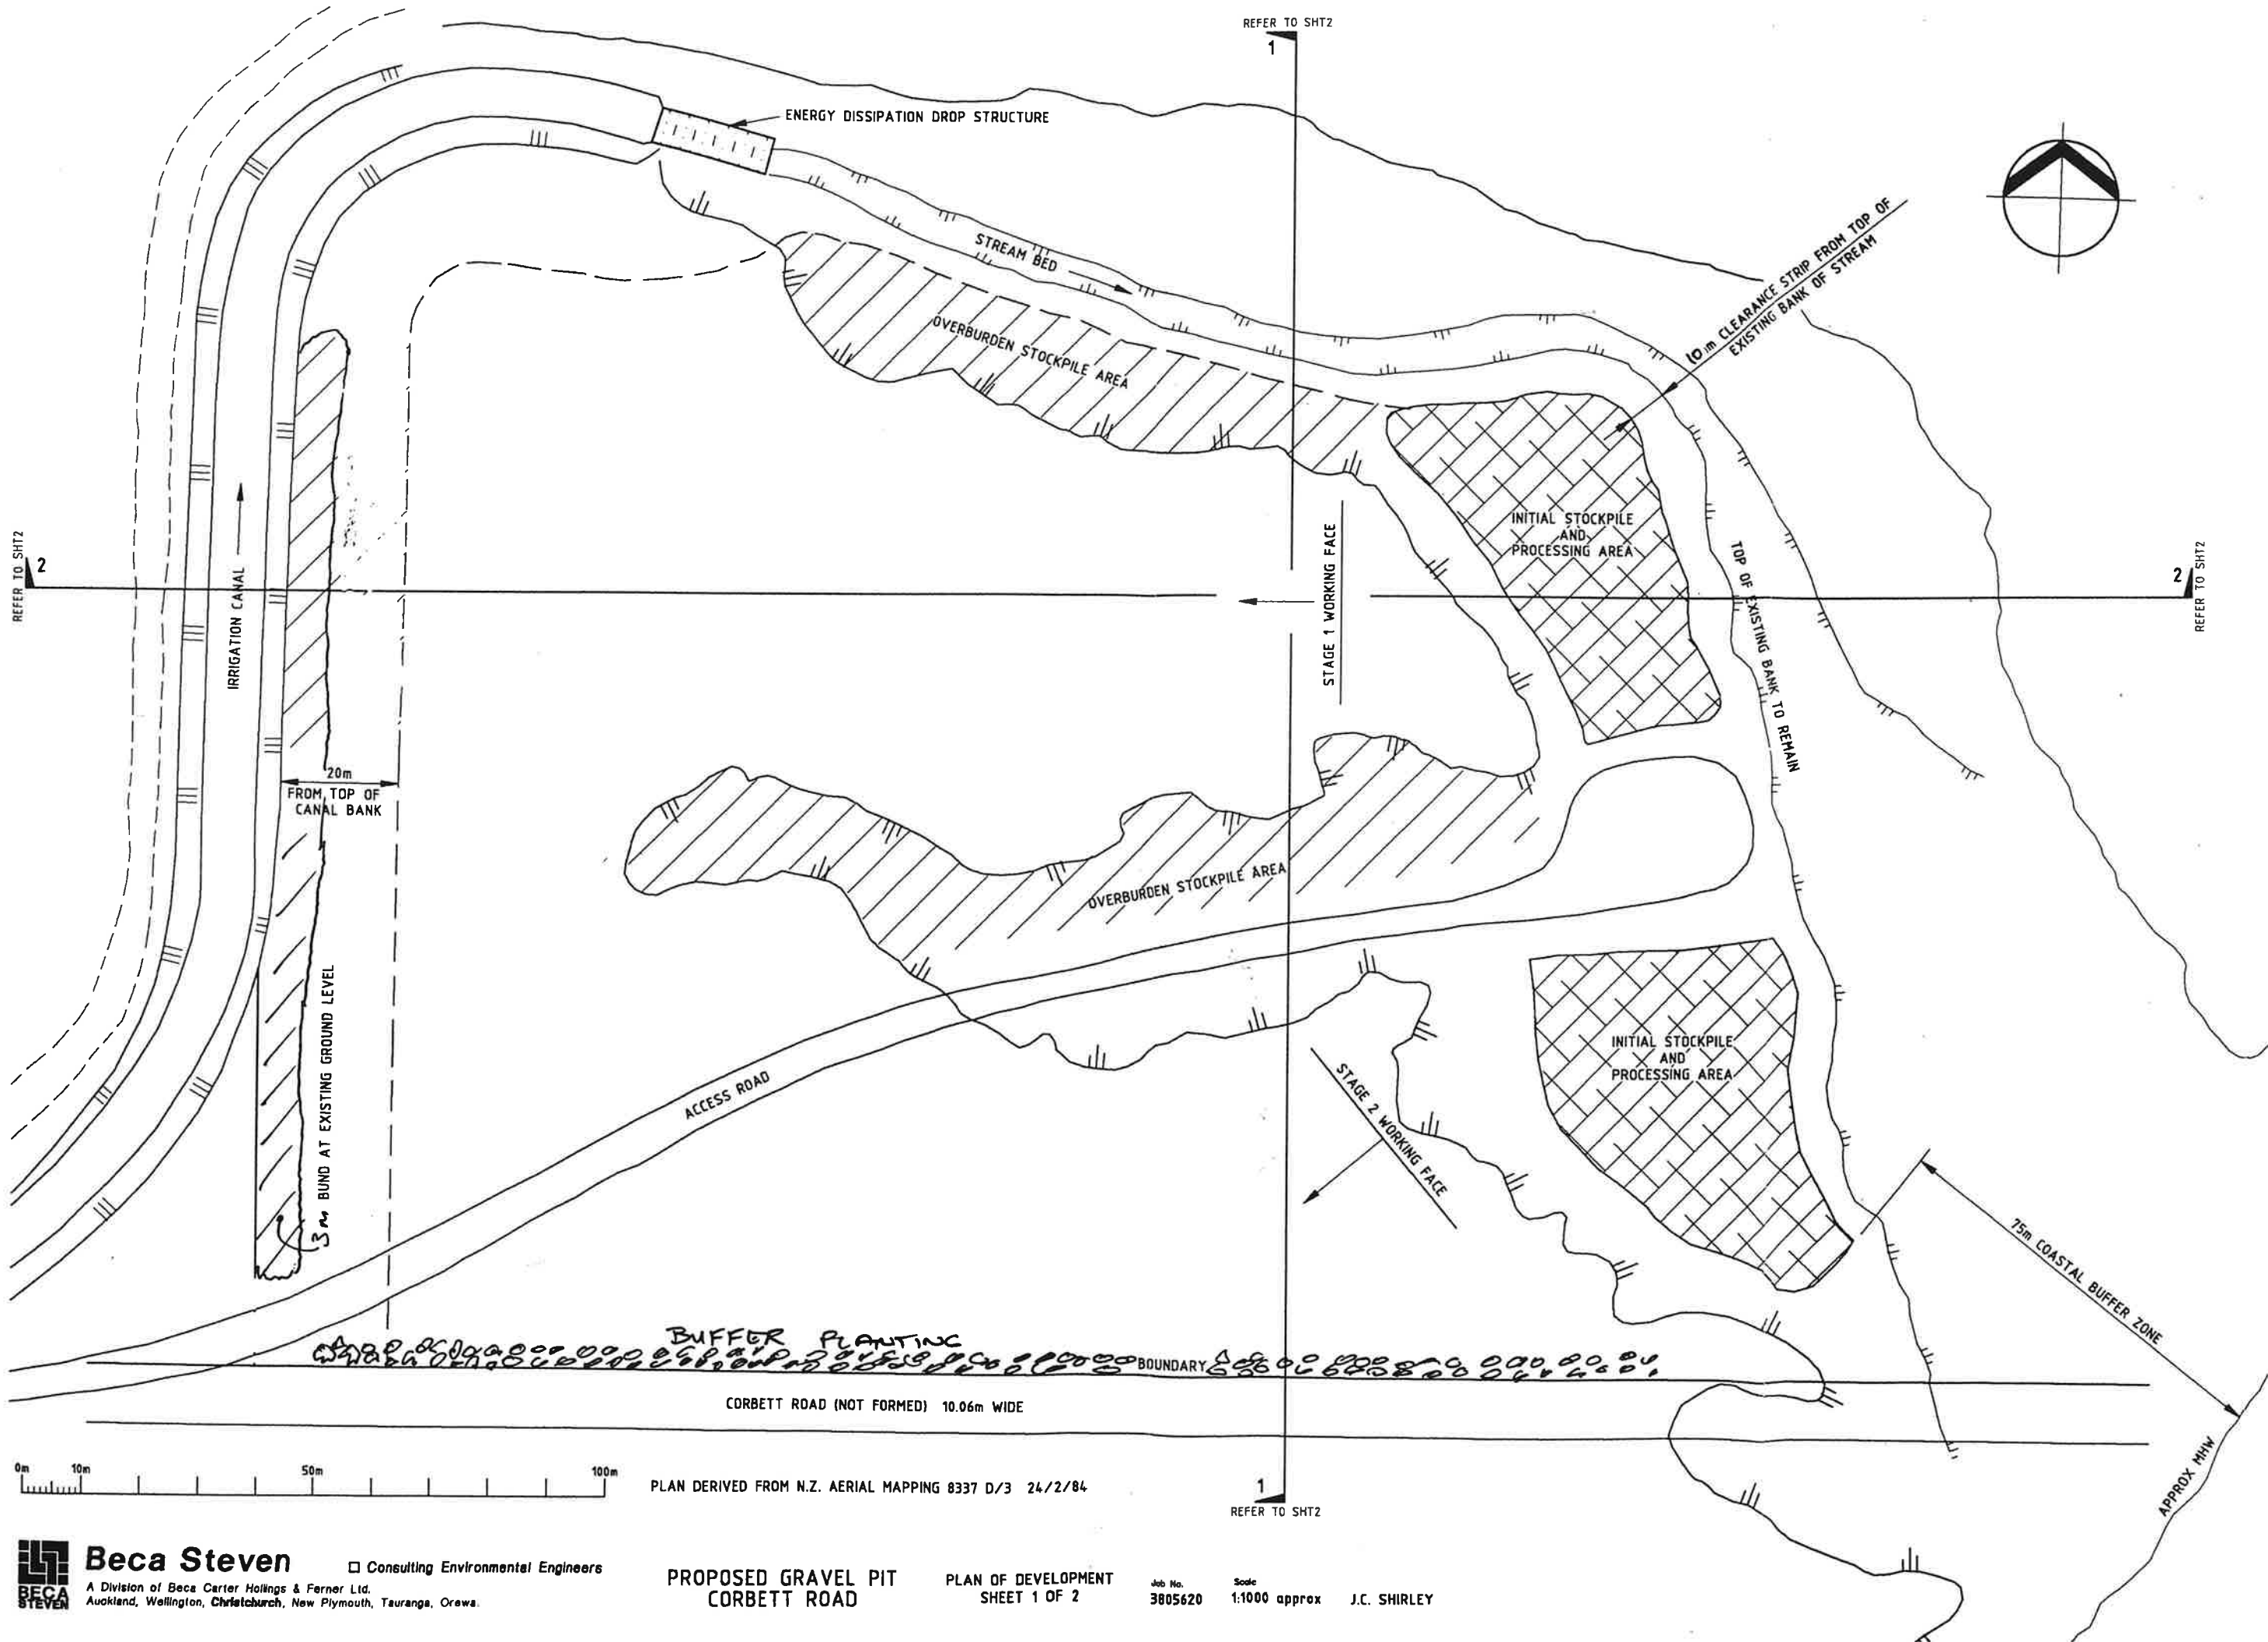 REFER TO SHT2
1
ENERGY DISSIPATION DROP STRUCTURE
STREAM BED
10m CLEARANCE STRIP FROM TOP OF
EXISTING BANK OF STREAM
OVERBURDEN STOCKPILE AREA
INITIAL STOCKPILE
AND
PROCESSING AREA
STAGE 1 WORKING FACE
REFER TO SHT2
2
IRRIGATION CANAL
2
REFER TO SHT2
TOP OF EXISTING BANK TO REMAIN
20m
FROM TOP OF
CANAL BANK
OVERBURDEN STOCKPILE AREA
3m BUND AT EXISTING GROUND LEVEL
ACCESS ROAD
INITIAL STOCKPILE
AND
PROCESSING AREA
STAGE 2 WORKING FACE
75m COASTAL BUFFER ZONE
BUFFER PLANTING
BOUNDARY
CORBETT ROAD (NOT FORMED) 10.06m WIDE
APPROX MHW
0m 10m 50m 100m
PLAN DERIVED FROM N.Z. AERIAL MAPPING 8337 D/3 24/2/84
1
REFER TO SHT2
BECA
STEVEN
Beca Steven
Consulting Environmental Engineers
A Division of Beca Carter Hollings & Ferner Ltd.
Auckland, Wellington, Christchurch, New Plymouth, Tauranga, Orewa.
PROPOSED GRAVEL PIT
CORBETT ROAD
PLAN OF DEVELOPMENT
SHEET 1 OF 2
Job No.
3805620
Scale
1:1000 approx
J.C. SHIRLEY